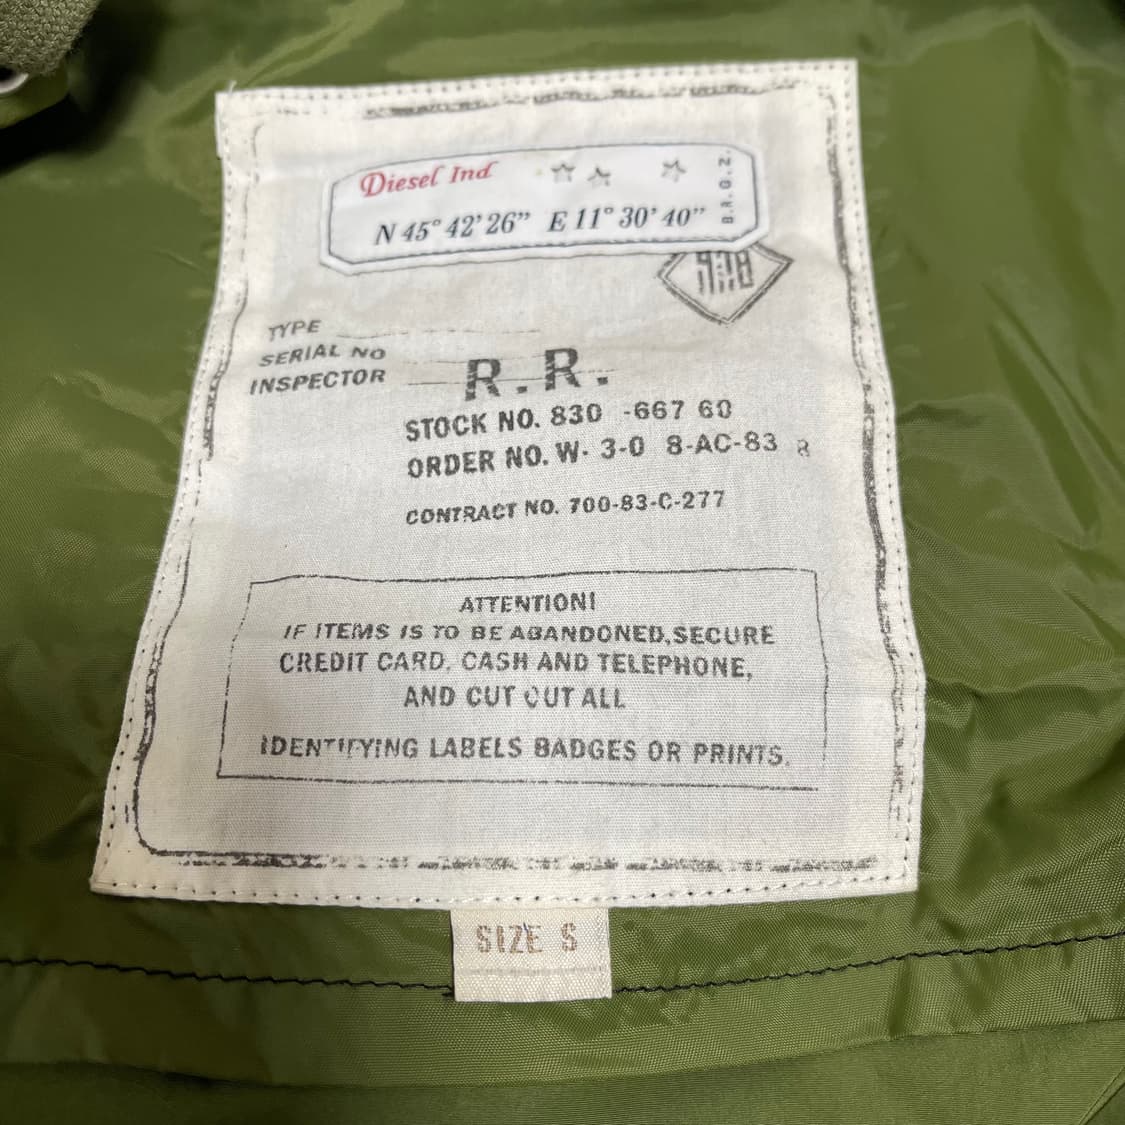 Diesel Ind
N 45° 42' 26” E 11° 30' 40”
B.R.G.Z.
TYPE
SERIAL NO
INSPECTOR R.R.
STOCK NO. 830 -667 60
ORDER NO. W- 3-0 8-AC-83 8
CONTRACT NO. 700-83-C-277
ATTENTION!
IF ITEMS IS TO BE ABANDONED, SECURE
CREDIT CARD, CASH AND TELEPHONE,
AND CUT OUT ALL
IDENTIFYING LABELS BADGES OR PRINTS.
SIZE S